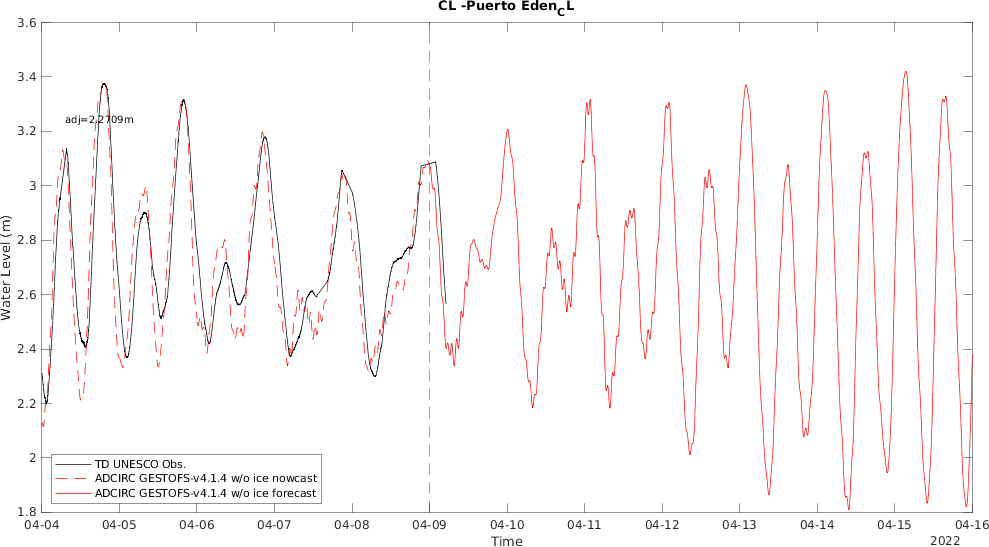 CL -Puerto Eden_CL
3.6
3.4
3.2
3
2.8
2.6
2.4
2.2
2
1.8
Water Level (m)
adj=2.2709m
TD UNESCO Obs.
ADCIRC GESTOFS-v4.1.4 w/o ice nowcast
ADCIRC GESTOFS-v4.1.4 w/o ice forecast
04-04 04-05 04-06 04-07 04-08 04-09 04-10 04-11 04-12 04-13 04-14 04-15 04-16
Time
2022